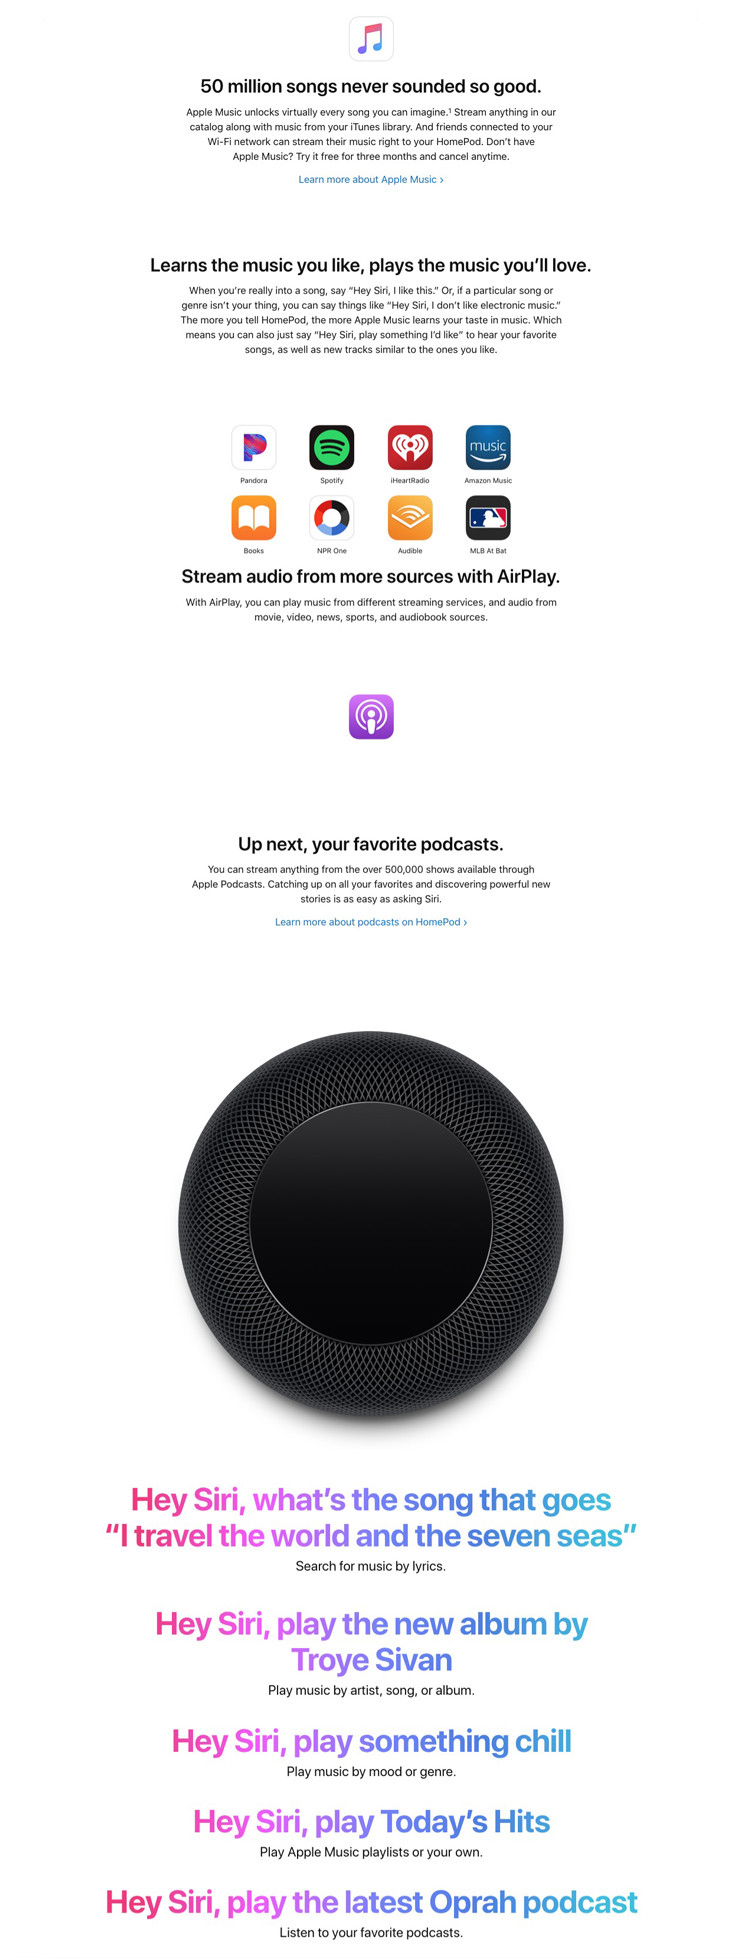 50 million songs never sounded so good.
Apple Music unlocks virtually every song you can imagine.¹ Stream anything in our
catalog along with music from your iTunes library. And friends connected to your
Wi-Fi network can stream their music right to your HomePod. Don’t have
Apple Music? Try it free for three months and cancel anytime.
Learn more about Apple Music ›
Learns the music you like, plays the music you’ll love.
When you’re really into a song, say “Hey Siri, I like this.” Or, if a particular song or
genre isn’t your thing, you can say things like “Hey Siri, I don’t like electronic music.”
The more you tell HomePod, the more Apple Music learns your taste in music. Which
means you can also just say “Hey Siri, play something I’d like” to hear your favorite
songs, as well as new tracks similar to the ones you like.
music
Pandora Spotify iHeartRadio Amazon Music
Books NPR One Audible MLB At Bat
Stream audio from more sources with AirPlay.
With AirPlay, you can play music from different streaming services, and audio from
movie, video, news, sports, and audiobook sources.
Up next, your favorite podcasts.
You can stream anything from the over 500,000 shows available through
Apple Podcasts. Catching up on all your favorites and discovering powerful new
stories is as easy as asking Siri.
Learn more about podcasts on HomePod ›
Hey Siri, what’s the song that goes
“I travel the world and the seven seas”
Search for music by lyrics.
Hey Siri, play the new album by
Troye Sivan
Play music by artist, song, or album.
Hey Siri, play something chill
Play music by mood or genre.
Hey Siri, play Today’s Hits
Play Apple Music playlists or your own.
Hey Siri, play the latest Oprah podcast
Listen to your favorite podcasts.